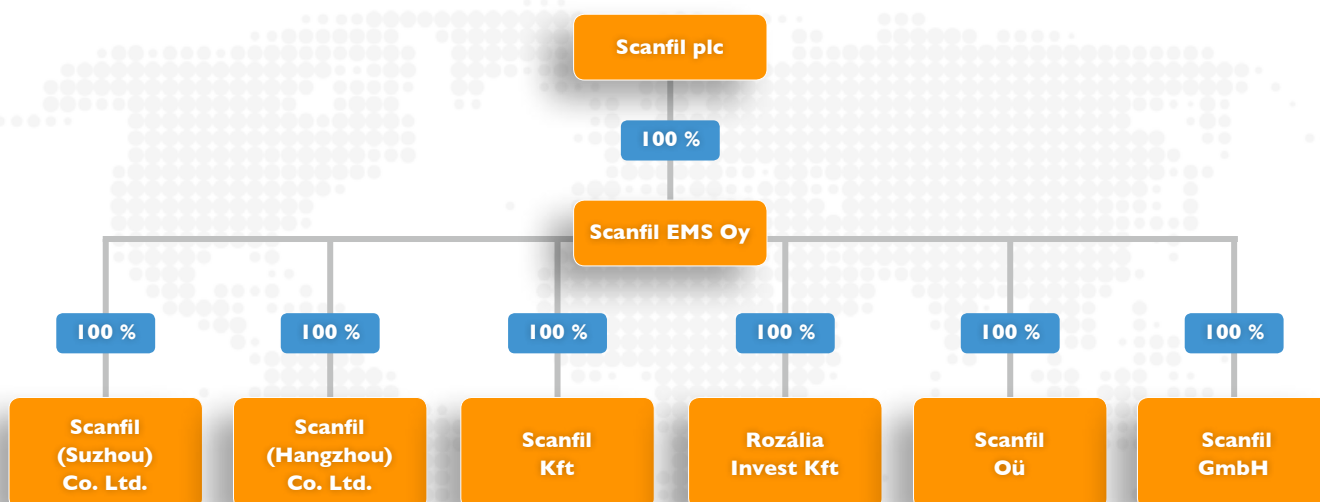 Scanfil plc
100 %
Scanfil EMS Oy
100 %
100 %
100 %
100 %
100 %
100 %
Scanfil
(Suzhou)
Co. Ltd.
Scanfil
(Hangzhou)
Co. Ltd.
Scanfil
Kft
Rozália
Invest Kft
Scanfil
Oü
Scanfil
GmbH